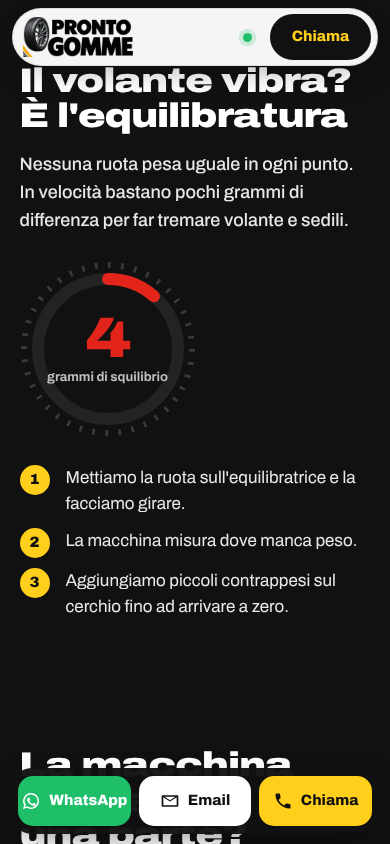 PRONTO
GOMME
Chiama
Il volante vibra?
È l'equilibratura
Nessuna ruota pesa uguale in ogni punto.
In velocità bastano pochi grammi di
differenza per far tremare volante e sedili.
4
grammi di squilibrio
1 Mettiamo la ruota sull'equilibratrice e la
facciamo girare.
2 La macchina misura dove manca peso.
3 Aggiungiamo piccoli contrappesi sul
cerchio fino ad arrivare a zero.
La macchina
WhatsApp Email Chiama
una parte?